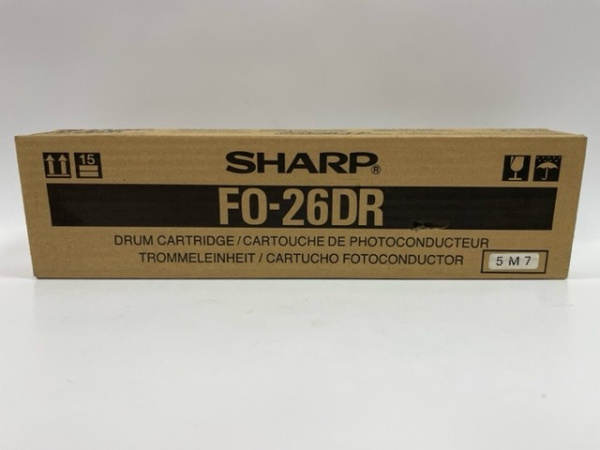 15
SHARP®
FO-26DR
DRUM CARTRIDGE/CARTOUCHE DE PHOTOCONDUCTEUR
TROMMELEINHEIT / CARTUCHO FOTOCONDUCTOR
5 M 7